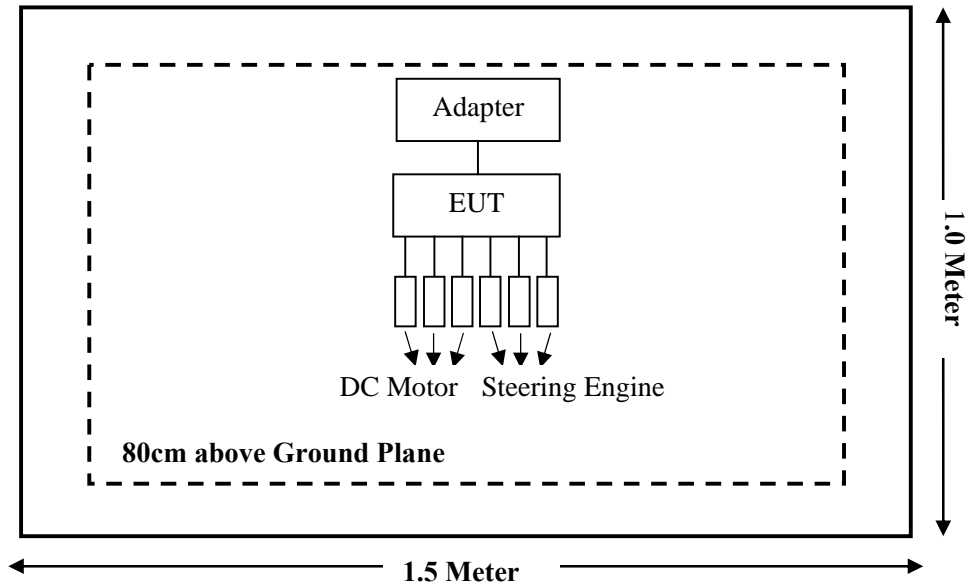 Adapter
EUT
DC Motor Steering Engine
80cm above Ground Plane
1.0 Meter
1.5 Meter